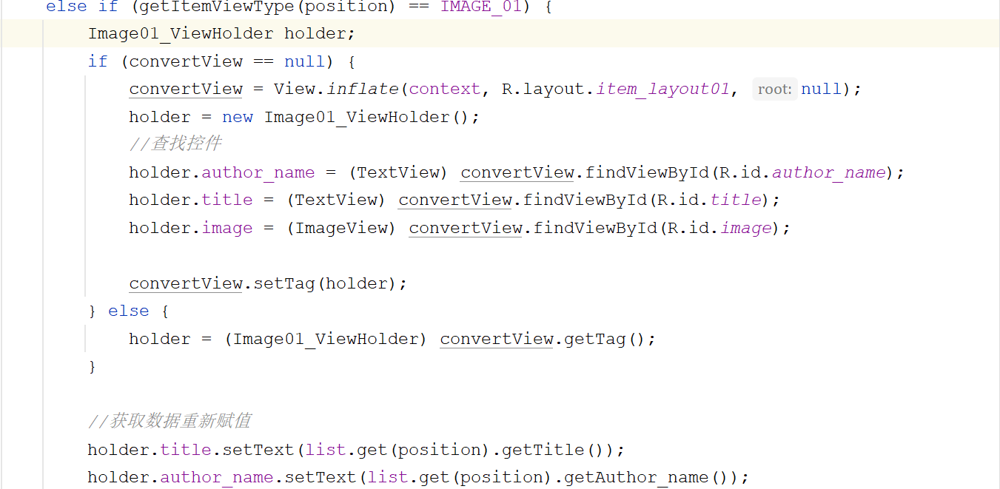 else if (getItemViewType(position) == IMAGE_01) {
Image01_ViewHolder holder;
if (convertView == null) {
convertView = View.inflate(context, R.layout.item_layout01, root: null);
holder = new Image01_ViewHolder();
//查找控件
holder.author_name = (TextView) convertView.findViewById(R.id.author_name);
holder.title = (TextView) convertView.findViewById(R.id.title);
holder.image = (ImageView) convertView.findViewById(R.id.image);
convertView.setTag(holder);
} else {
holder = (Image01_ViewHolder) convertView.getTag();
}
//获取数据重新赋值
holder.title.setText(list.get(position).getTitle());
holder.author_name.setText(list.get(position).getAuthor_name());